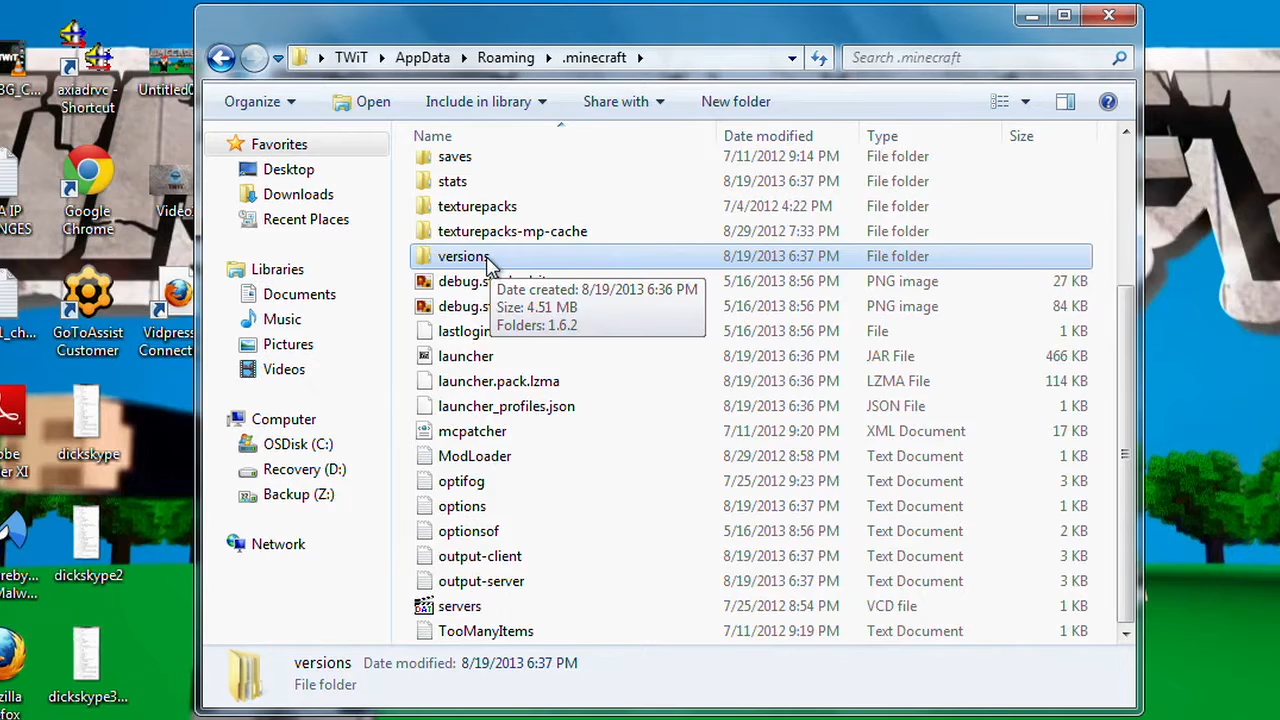 TWiT AppData Roaming .minecraft
Search .minecraft
Organize Open Include in library Share with New folder
Name Date modified Type Size
Favorites
Desktop
Downloads
Recent Places
Libraries
Documents
Music
Pictures
Videos
Computer
OSDisk (C:)
Recovery (D:)
Backup (Z:)
Network
saves 7/11/2012 9:14 PM File folder
stats 8/19/2013 6:37 PM File folder
texturepacks 7/4/2012 4:22 PM File folder
texturepacks-mp-cache 8/29/2012 7:33 PM File folder
versions 8/19/2013 6:37 PM File folder
5/16/2013 8:56 PM PNG image 27 KB
5/16/2013 8:56 PM PNG image 84 KB
5/16/2013 8:56 PM File 1 KB
launcher 8/19/2013 6:36 PM JAR File 466 KB
launcher.pack.lzma 8/19/2013 6:36 PM LZMA File 114 KB
launcher_profiles.json 8/19/2013 6:36 PM JSON File 1 KB
mcpatcher 7/11/2012 9:20 PM XML Document 17 KB
ModLoader 8/29/2012 8:58 PM Text Document 1 KB
optifog 7/25/2012 9:23 PM Text Document 3 KB
options 8/19/2013 6:37 PM Text Document 1 KB
optionsof 5/16/2013 8:56 PM Text Document 2 KB
output-client 8/19/2013 6:37 PM Text Document 3 KB
output-server 8/19/2013 6:37 PM Text Document 3 KB
servers 7/25/2012 8:54 PM VCD file 1 KB
TooManyItems 7/11/2012 9:19 PM Text Document 1 KB
Date created: 8/19/2013 6:36 PM
Size: 4.51 MB
Folders: 1.6.2
versions Date modified: 8/19/2013 6:37 PM
File folder
axiadrvc -
Shortcut
Google
Chrome
GoToAssist
Customer
Vidpress
Connect
dickskype
dickskype2
dickskype3...